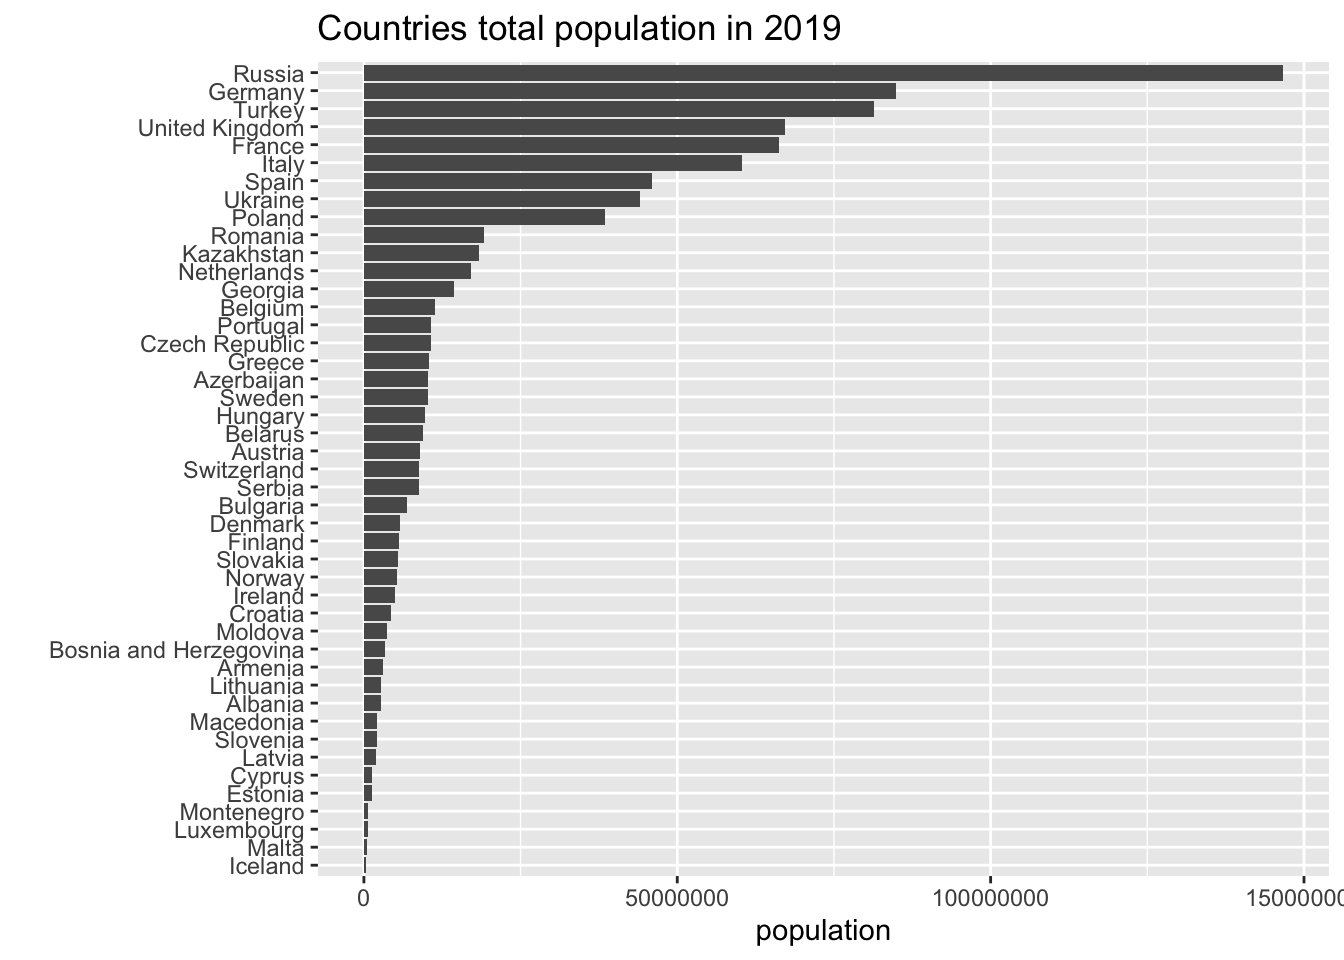 Countries total population in 2019
Russia
Germany
Turkey
United Kingdom
France
Italy
Spain
Ukraine
Poland
Romania
Kazakhstan
Netherlands
Georgia
Belgium
Portugal
Czech Republic
Greece
Azerbaijan
Sweden
Hungary
Belarus
Austria
Switzerland
Serbia
Bulgaria
Denmark
Finland
Slovakia
Norway
Ireland
Croatia
Moldova
Bosnia and Herzegovina
Armenia
Lithuania
Albania
Macedonia
Slovenia
Latvia
Cyprus
Estonia
Montenegro
Luxembourg
Malta
Iceland
0 50000000 100000000 15000000
population